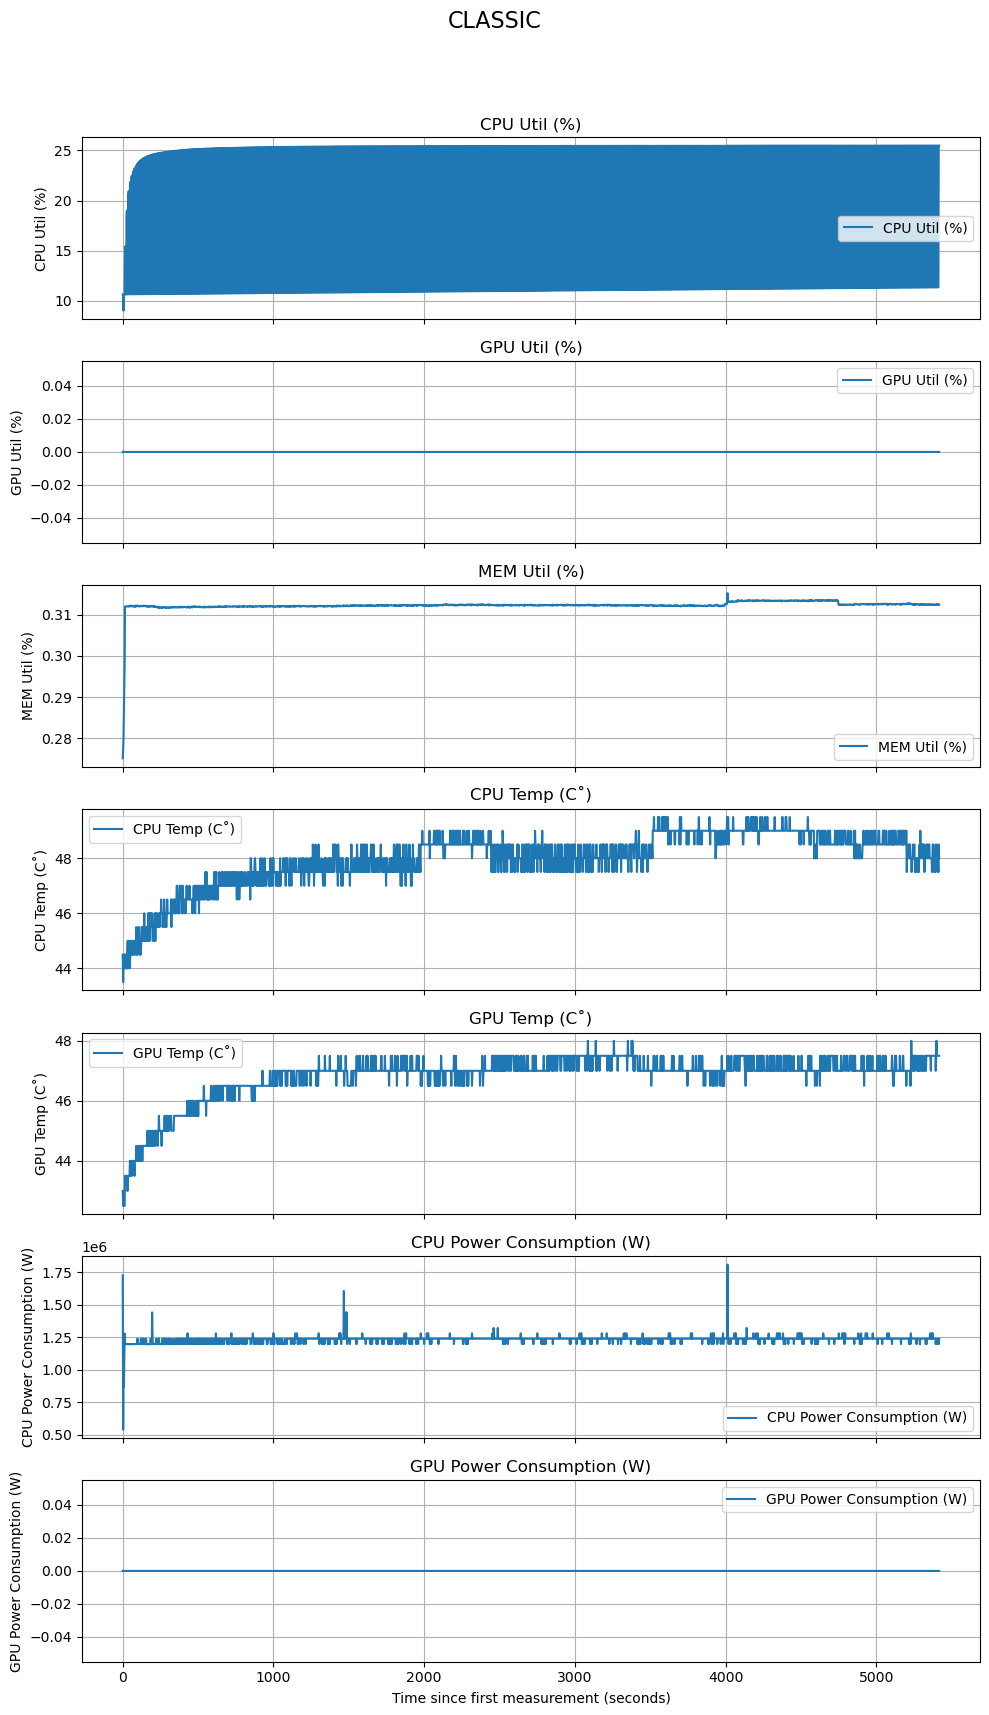 CLASSIC
CPU Util (%)
CPU Util (%)
25
20
15
10
CPU Util (%)
GPU Util (%)
GPU Util (%)
0.04
0.02
0.00
−0.02
−0.04
GPU Util (%)
MEM Util (%)
MEM Util (%)
0.31
0.30
0.29
0.28
MEM Util (%)
CPU Temp (C˚)
CPU Temp (C˚)
48
46
44
CPU Temp (C˚)
GPU Temp (C˚)
GPU Temp (C˚)
48
46
44
GPU Temp (C˚)
CPU Power Consumption (W)
1e6
CPU Power Consumption (W)
1.75
1.50
1.25
1.00
0.75
0.50
CPU Power Consumption (W)
GPU Power Consumption (W)
GPU Power Consumption (W)
0.04
0.02
0.00
−0.02
−0.04
GPU Power Consumption (W)
0 1000 2000 3000 4000 5000
Time since first measurement (seconds)